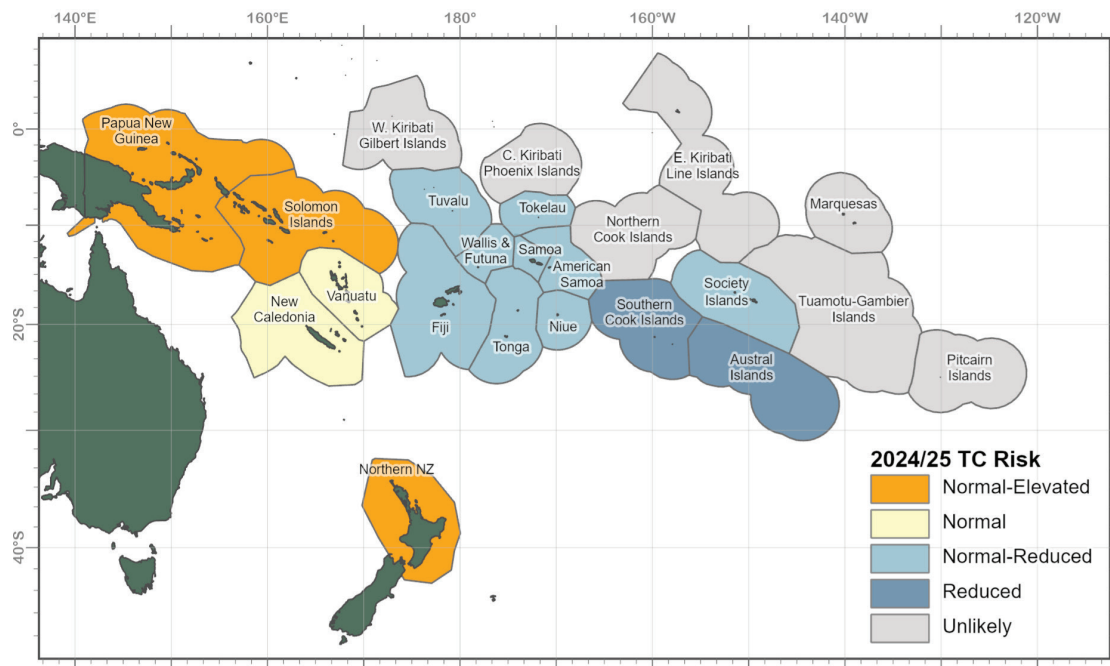 140°E
160°E
180°
160°W
140°W
120°W
0°
20°S
40°S
Papua New
Guinea
W. Kiribati
Gilbert Islands
C. Kiribati
Phoenix Islands
E. Kiribati
Line Islands
Solomon
Islands
Tuvalu
Tokelau
Northern
Cook Islands
Marquesas
Wallis &
Futuna
Samoa
American
Samoa
New
Caledonia
Vanuatu
Fiji
Tonga
Niue
Southern
Cook Islands
Society
Islands
Tuamotu-Gambier
Islands
Austral
Islands
Pitcairn
Islands
Northern NZ
2024/25 TC Risk
Normal-Elevated
Normal
Normal-Reduced
Reduced
Unlikely